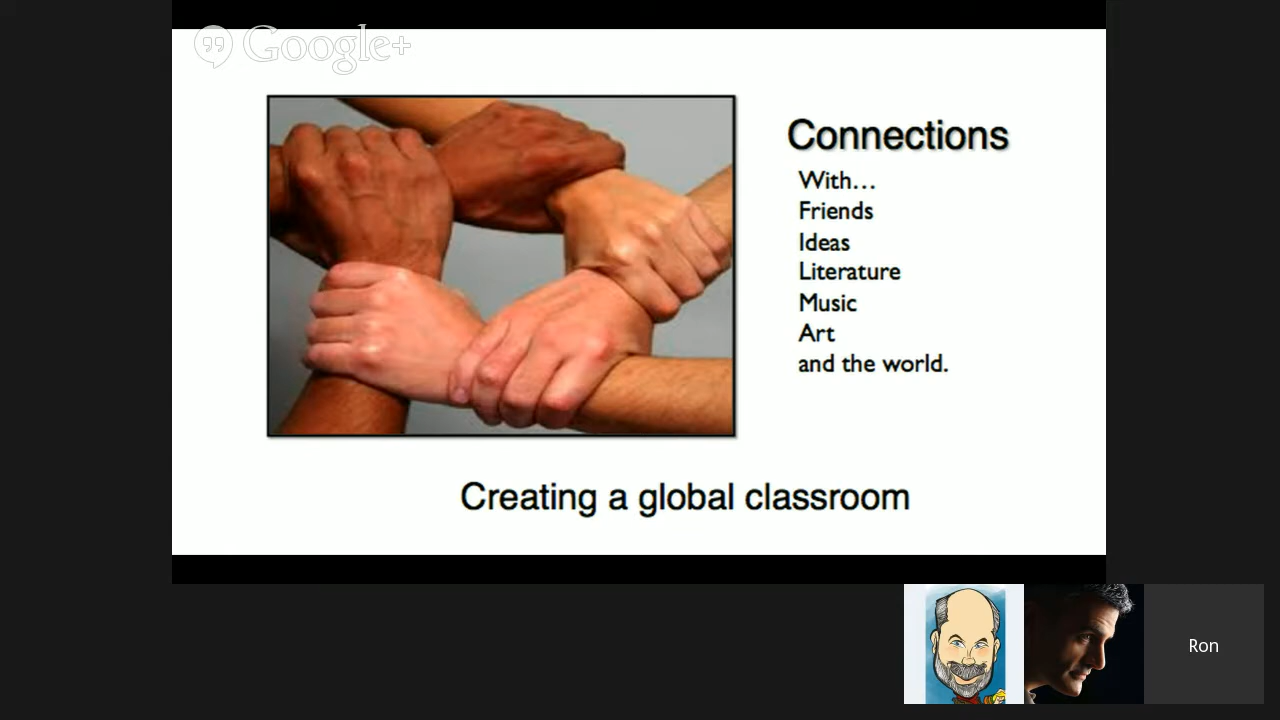 Google+
Connections
With...
Friends
Ideas
Literature
Music
Art
and the world.
Creating a global classroom
Ron